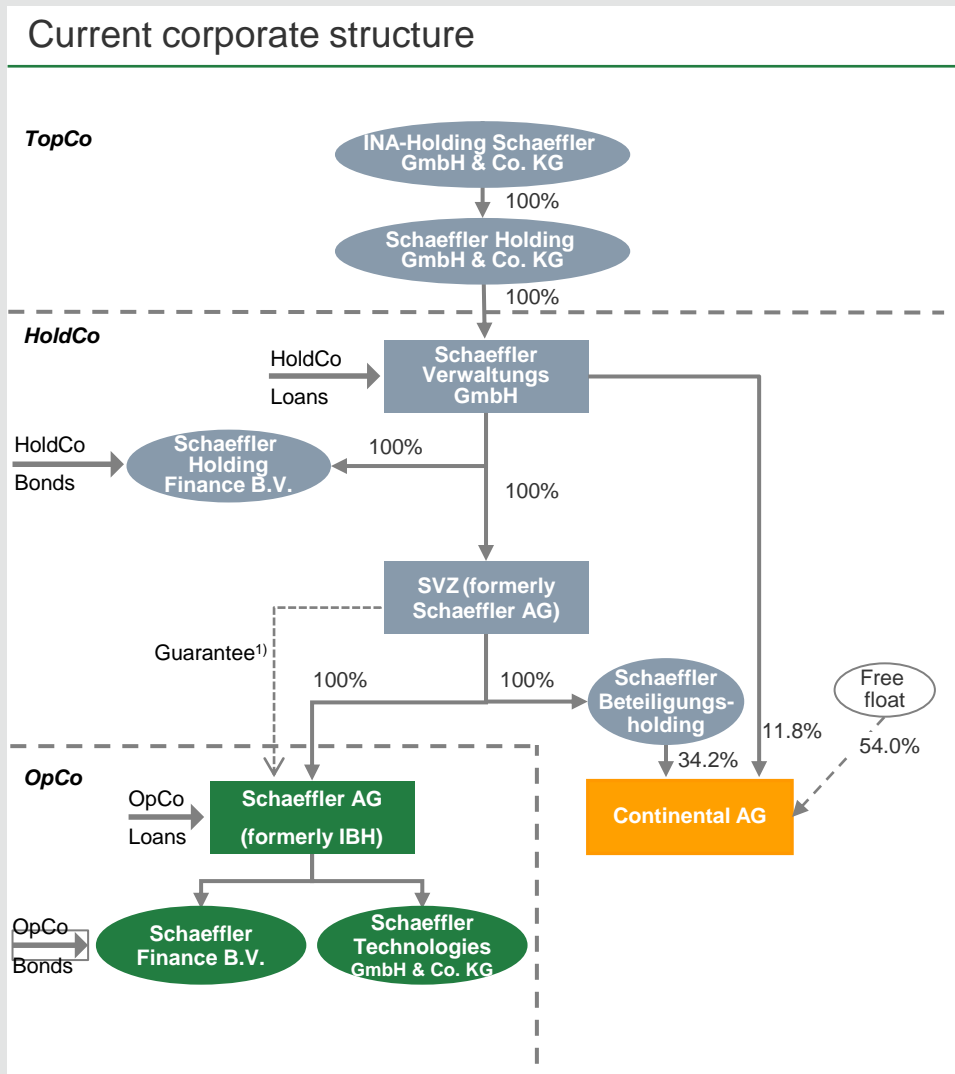 Current corporate structure
TopCo
INA-Holding Schaeffler
GmbH & Co. KG
100%
Schaeffler Holding
GmbH & Co. KG
100%
HoldCo
HoldCo
Loans
Schaeffler
Verwaltungs
GmbH
HoldCo
Bonds
Schaeffler
Holding
Finance B.V.
100%
100%
SVZ (formerly
Schaeffler AG)
Guarantee1)
100%
100%
Schaeffler
Beteiligungs-
holding
Free
float
11.8%
54.0%
34.2%
OpCo
OpCo
Loans
Schaeffler AG
(formerly IBH)
Continental AG
OpCo
Bonds
Schaeffler
Finance B.V.
Schaeffler
Technologies
GmbH & Co. KG